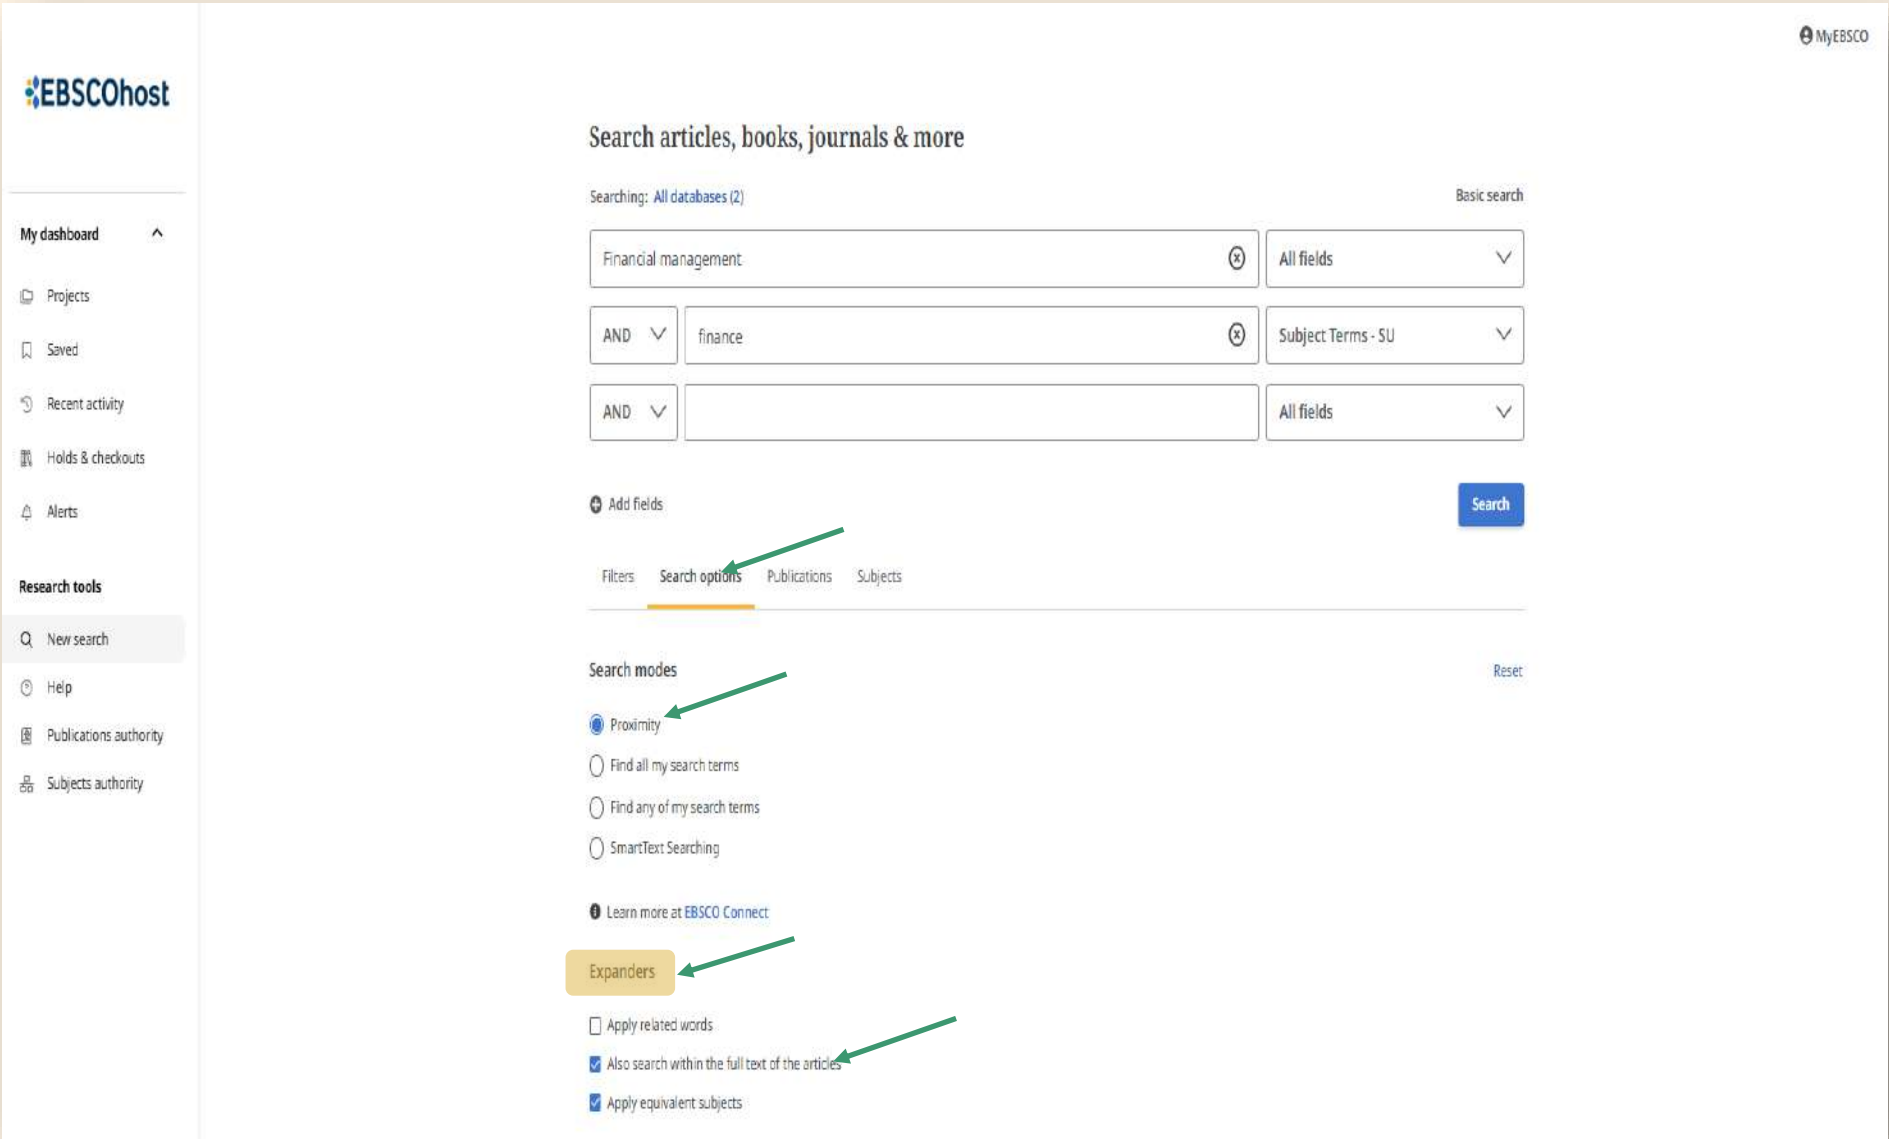 MyEBSCO
EBSCOhost
Search articles, books, journals & more
Searching: All databases (2)
Basic search
My dashboard
Financial management
All fields
Projects
AND
finance
Subject Terms - SU
Saved
Recent activity
AND
All fields
Holds & checkouts
Alerts
Add fields
Search
Filters
Search options
Publications
Subjects
Research tools
New search
Search modes
Reset
Help
Proximity
Publications authority
Find all my search terms
Subjects authority
Find any of my search terms
SmartText Searching
Learn more at EBSCO Connect
Expanders
Apply related words
Also search within the full text of the articles
Apply equivalent subjects